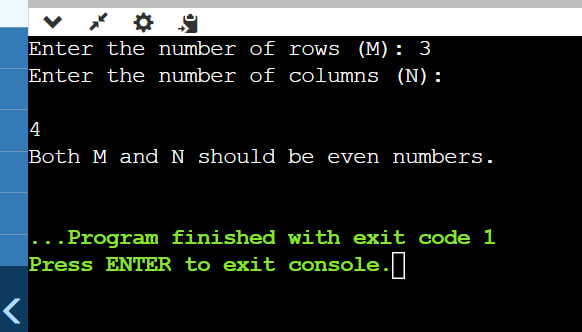 Enter the number of rows (M): 3
Enter the number of columns (N):
4
Both M and N should be even numbers.
...Program finished with exit code 1
Press ENTER to exit console.